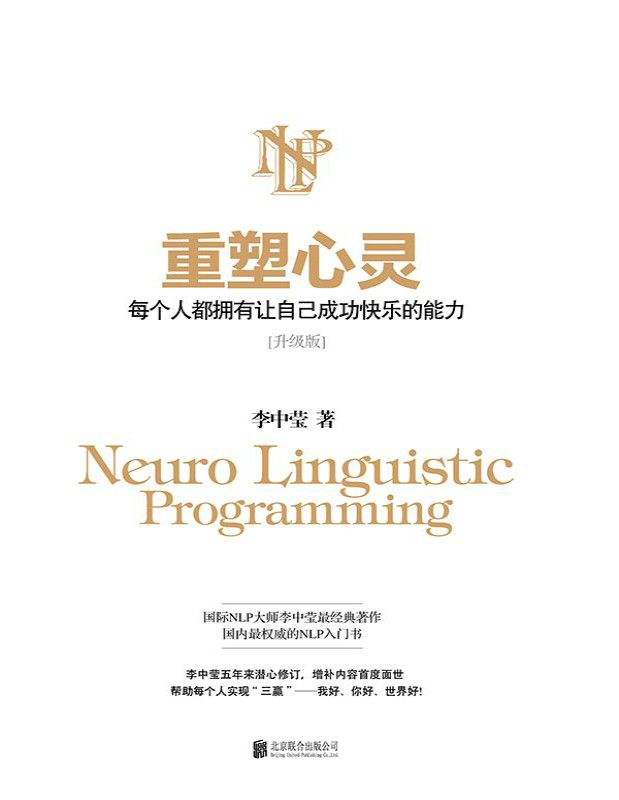 NLP
重塑心灵
每个人都拥有让自己成功快乐的能力
[升级版]
李中莹 著
Neuro Linguistic
Programming
国际NLP大师李中莹最经典著作
国内最权威的NLP入门书
李中莹五年来潜心修订，增补内容首度面世
帮助每个人实现“三赢”——我好、你好、世界好!
北京联合出版公司
Beijing United Publishing Co.,Ltd.